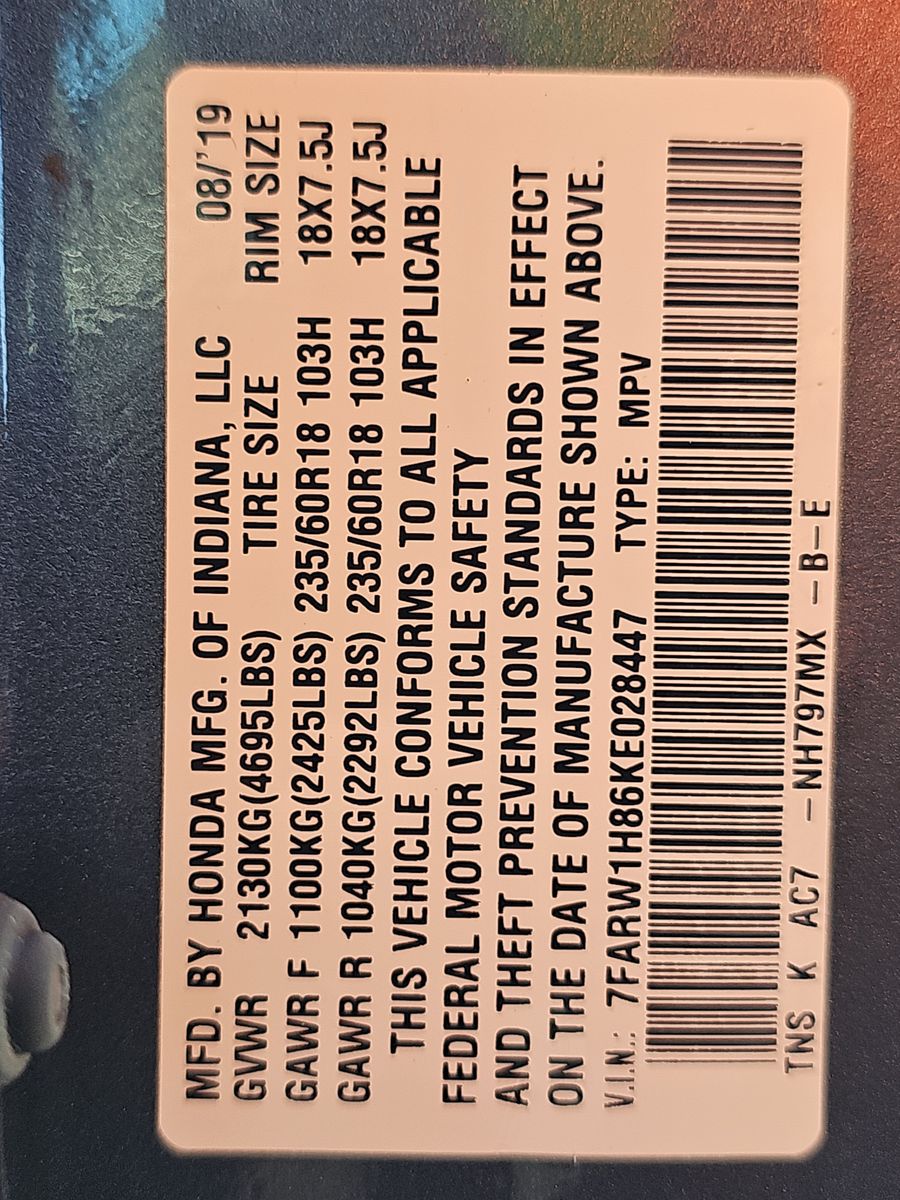 MFD. BY HONDA MFG. OF INDIANA, LLC 08/'19
GVWR 2130KG(4695LBS) TIRE SIZE RIM SIZE
GAWR F 1100KG(2425LBS) 235/60R18 103H 18X7.5J
GAWR R 1040KG(2292LBS) 235/60R18 103H 18X7.5J
THIS VEHICLE CONFORMS TO ALL APPLICABLE
FEDERAL MOTOR VEHICLE SAFETY
AND THEFT PREVENTION STANDARDS IN EFFECT
ON THE DATE OF MANUFACTURE SHOWN ABOVE.
V.I.N.: 7FARW1H86KE028447 TYPE: MPV
TNS K AC7 -NH797MX -B-E